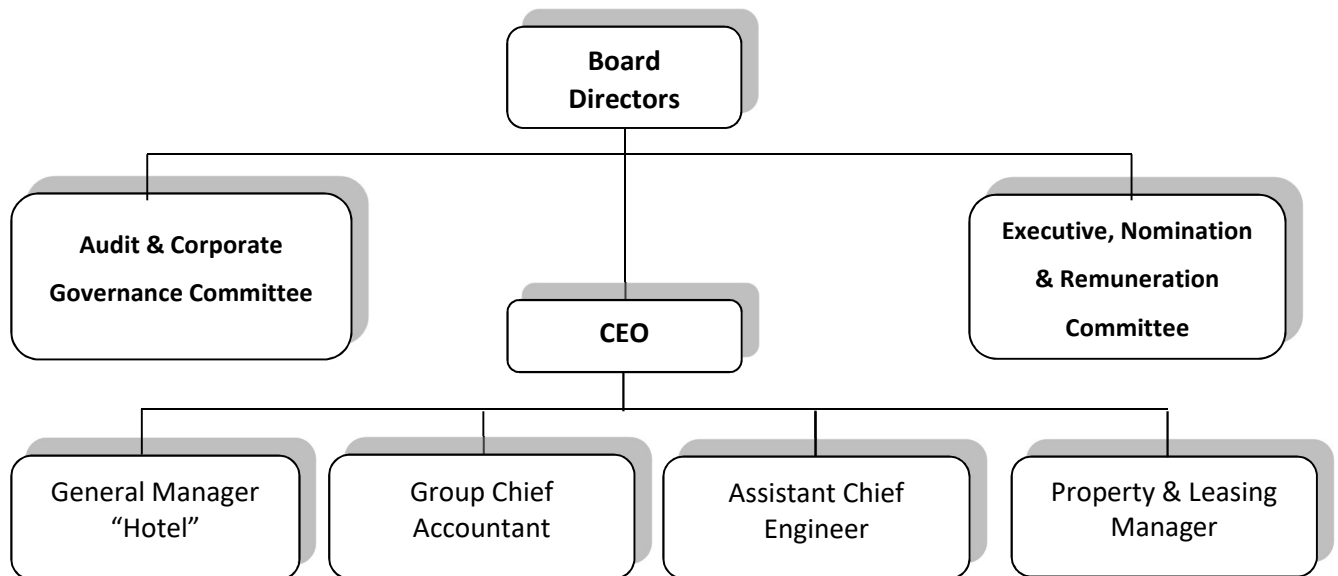 Board
Directors
Audit & Corporate
Governance Committee
Executive, Nomination
& Remuneration
Committee
CEO
General Manager
“Hotel”
Group Chief
Accountant
Assistant Chief
Engineer
Property & Leasing
Manager